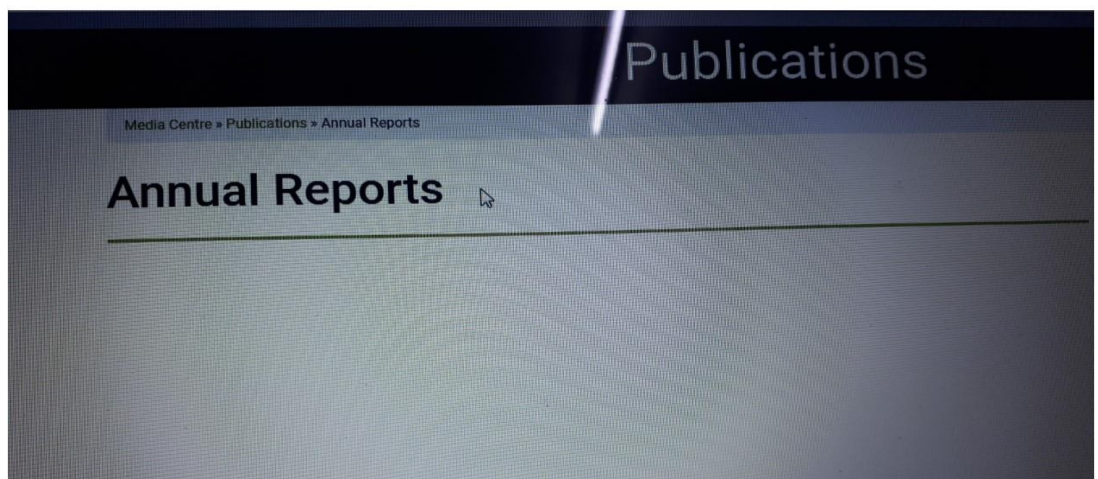 Publications
Media Centre » Publications » Annual Reports
Annual Reports